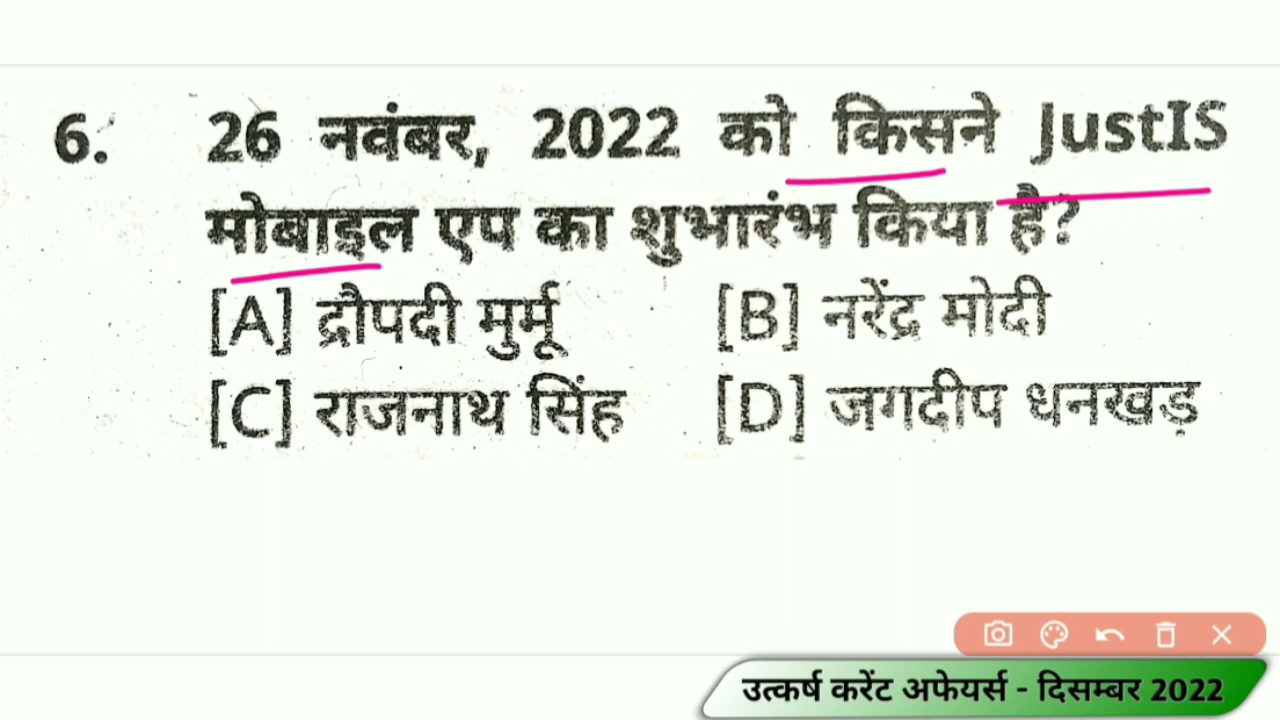 6. 26 नवंबर, 2022 को किसने JustIS
मोबाइल एप का शुभारंभ किया है?
[A] द्रौपदी मुर्मू [B] नरेंद्र मोदी
[C] राजनाथ सिंह [D] जगदीप धनखड़
उत्कर्ष करेंट अफेयर्स - दिसम्बर 2022